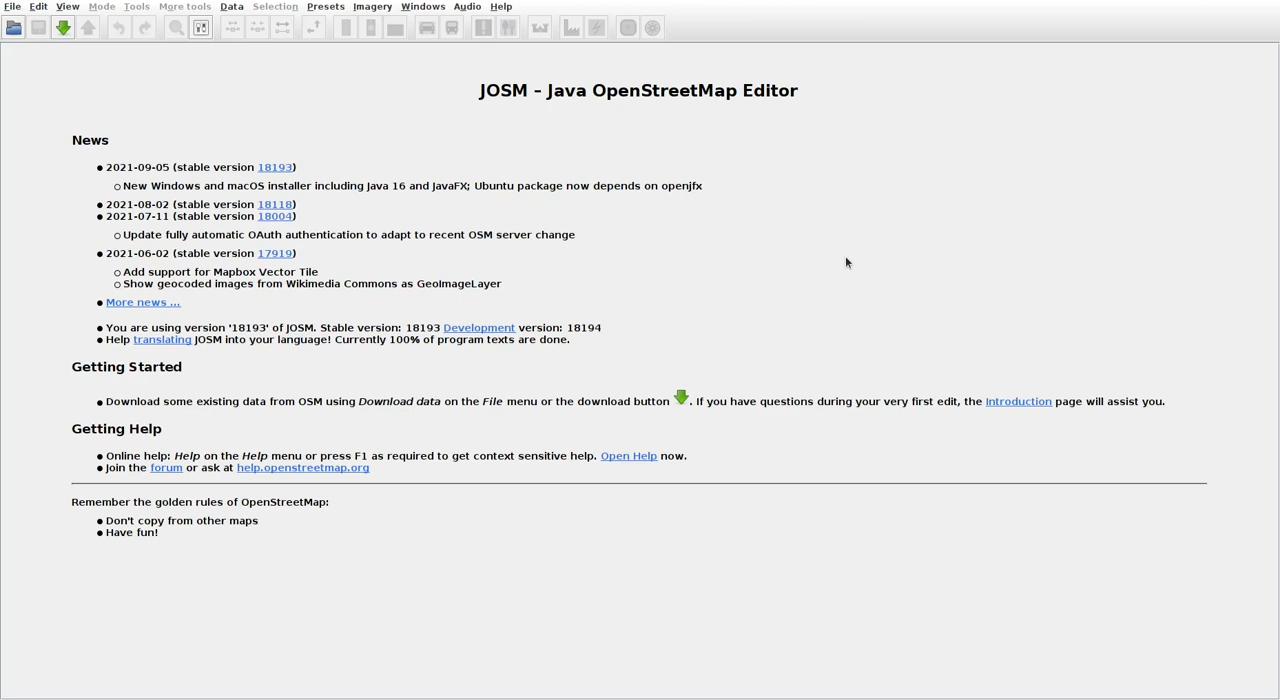 File Edit View Mode Tools More tools Data Selection Presets Imagery Windows Audio Help
JOSM – Java OpenStreetMap Editor
News
2021-09-05 (stable version 18193)
New Windows and macOS installer including Java 16 and JavaFX; Ubuntu package now depends on openjfx
2021-08-02 (stable version 18118)
2021-07-11 (stable version 18004)
Update fully automatic OAuth authentication to adapt to recent OSM server change
2021-06-02 (stable version 17919)
Add support for Mapbox Vector Tile
Show geocoded images from Wikimedia Commons as GeoImageLayer
More news ...
You are using version '18193' of JOSM. Stable version: 18193 Development version: 18194
Help translating JOSM into your language! Currently 100% of program texts are done.
Getting Started
Download some existing data from OSM using Download data on the File menu or the download button . If you have questions during your very first edit, the Introduction page will assist you.
Getting Help
Online help: Help on the Help menu or press F1 as required to get context sensitive help. Open Help now.
Join the forum or ask at help.openstreetmap.org
Remember the golden rules of OpenStreetMap:
Don't copy from other maps
Have fun!